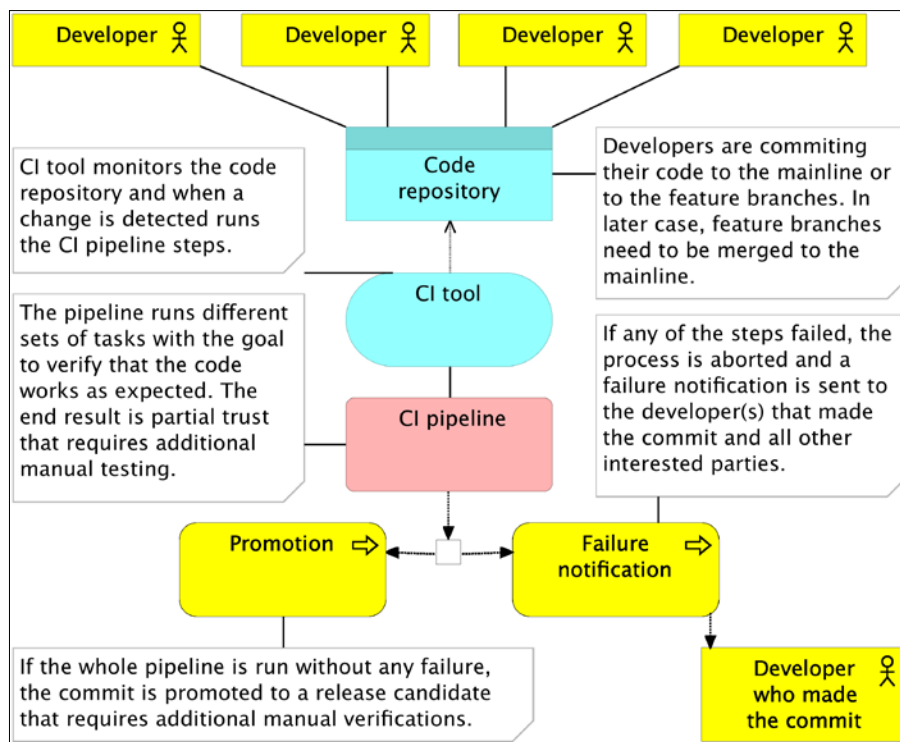 Developer
Developer
Developer
Developer
CI tool monitors the code
repository and when a
change is detected runs
the CI pipeline steps.
Code
repository
Developers are commiting
their code to the mainline or
to the feature branches. In
later case, feature branches
need to be merged to the
mainline.
CI tool
The pipeline runs different
sets of tasks with the goal
to verify that the code
works as expected. The
end result is partial trust
that requires additional
manual testing.
CI pipeline
If any of the steps failed, the
process is aborted and a
failure notification is sent to
the developer(s) that made
the commit and all other
interested parties.
Promotion
Failure
notification
If the whole pipeline is run without any failure,
the commit is promoted to a release candidate
that requires additional manual verifications.
Developer
who made
the commit